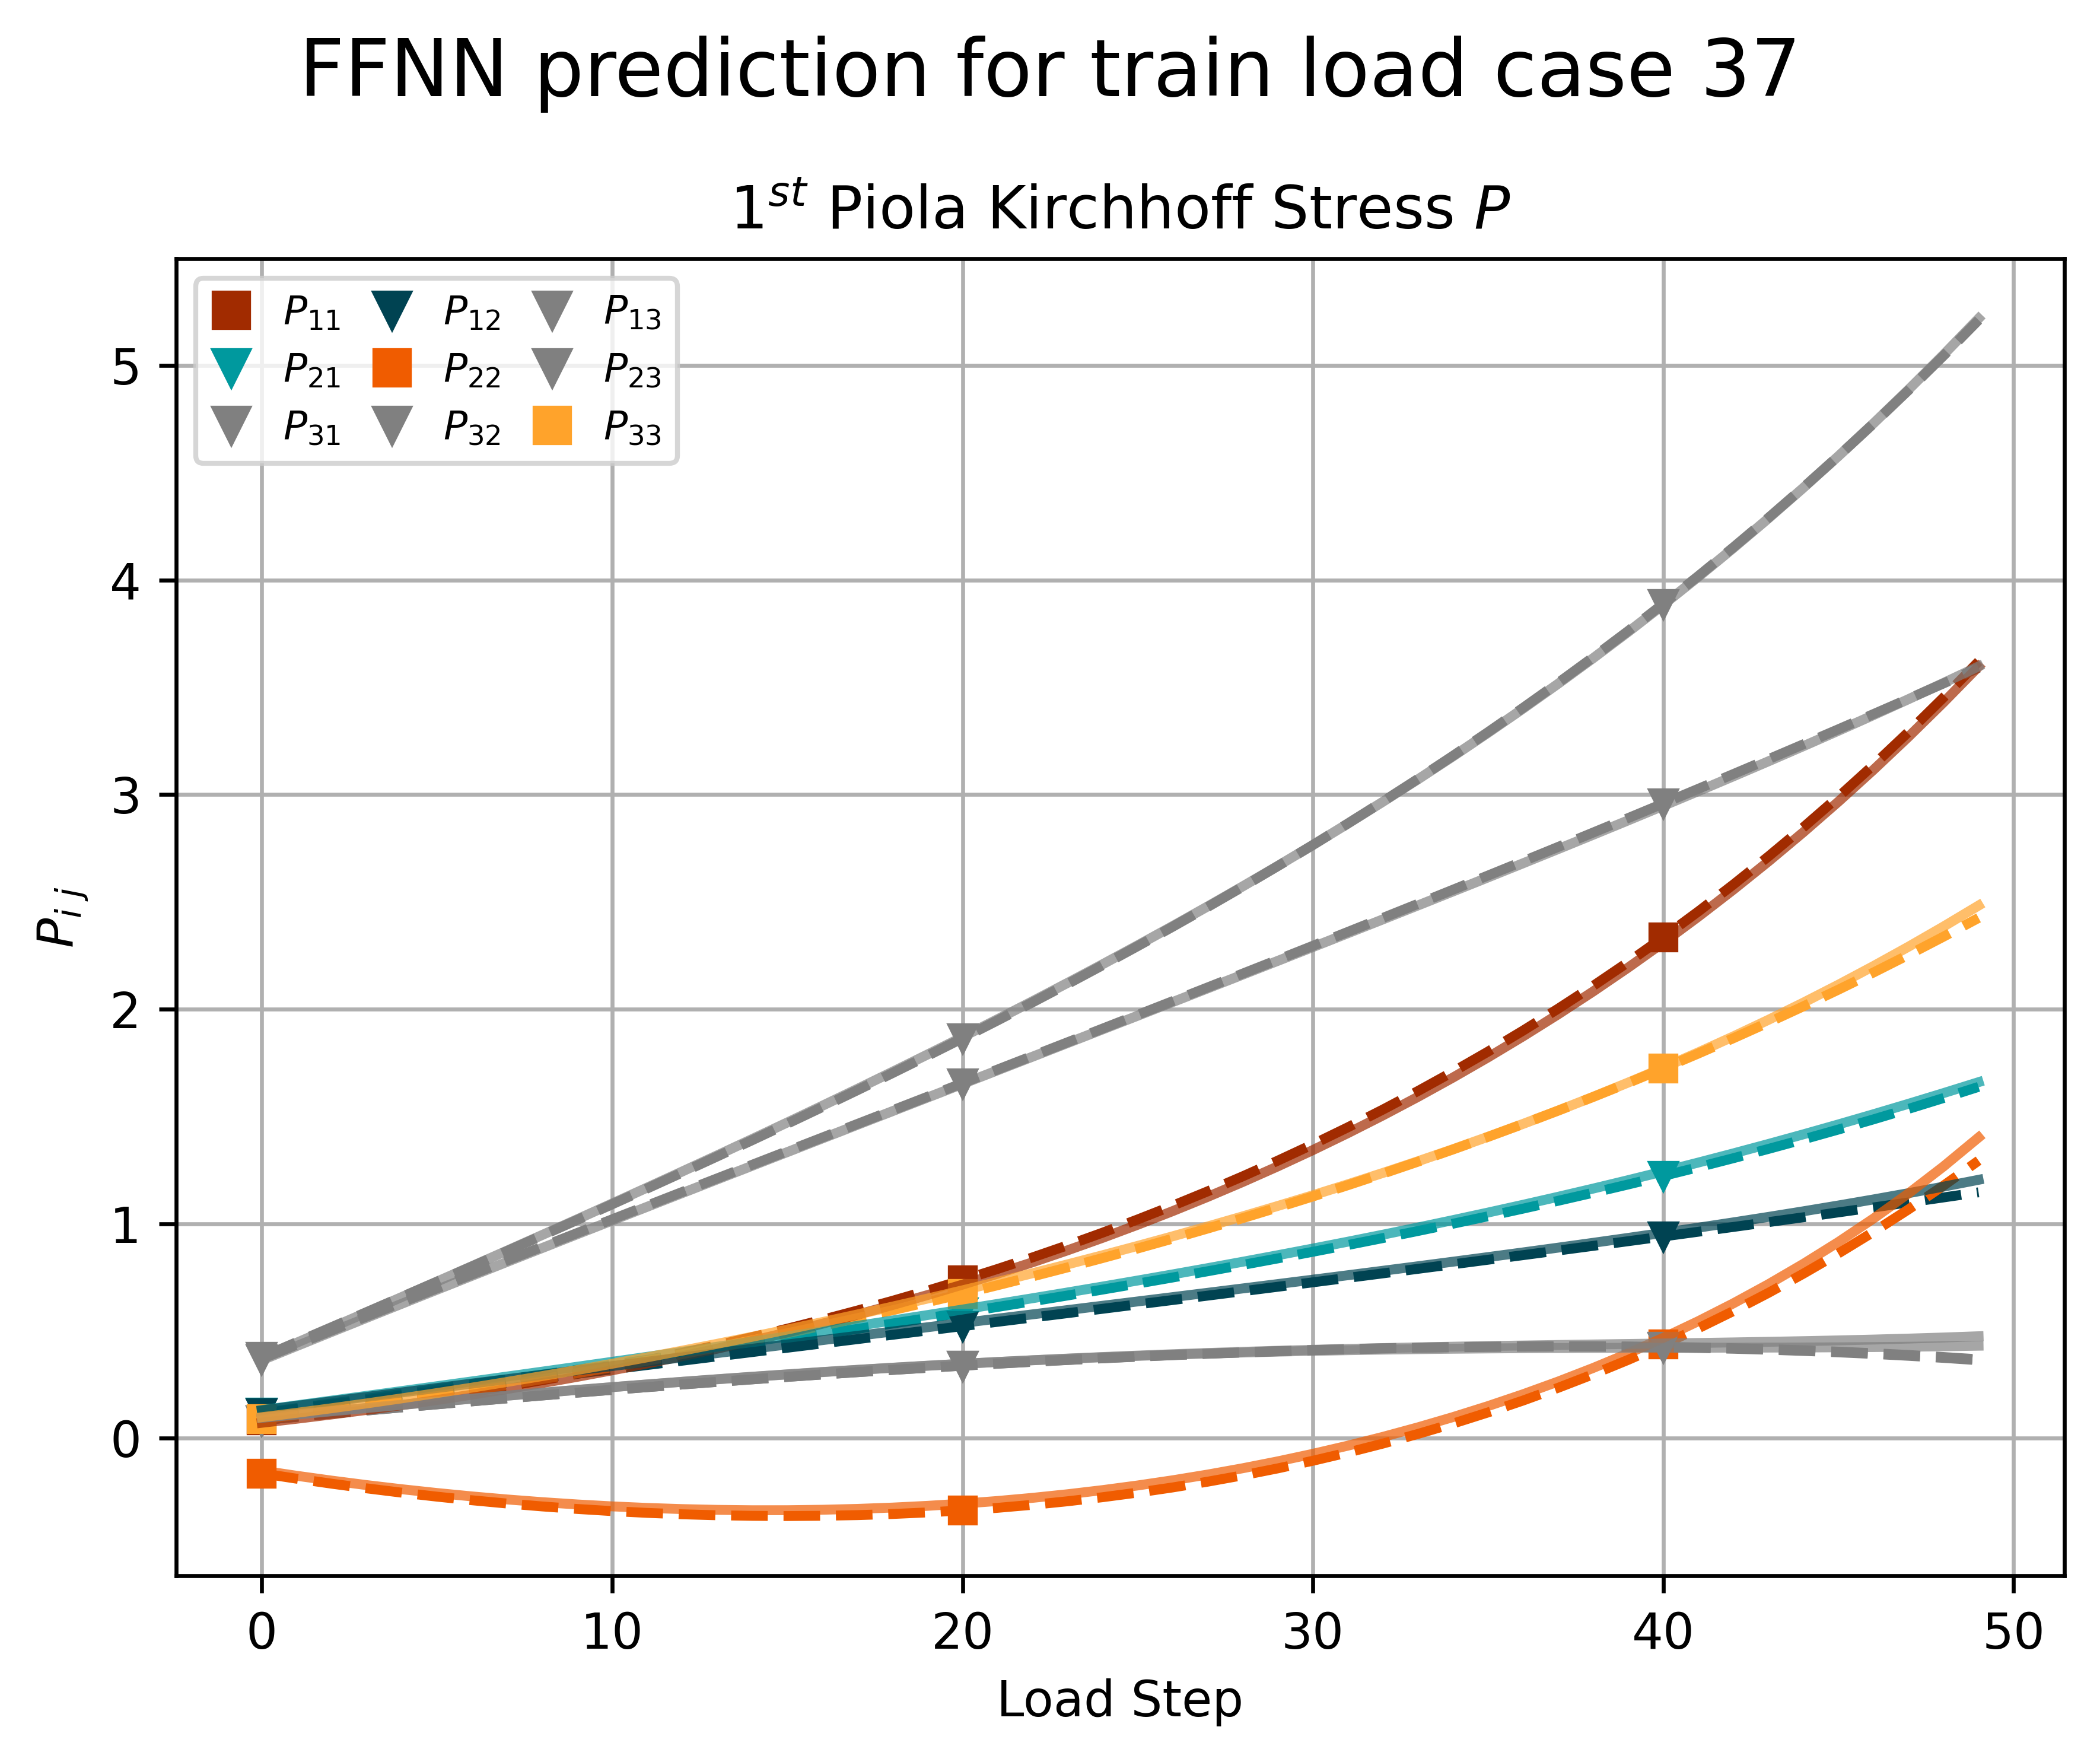 FFNN prediction for train load case 37
1st Piola Kirchhoff Stress P
P11 P12 P13
P21 P22 P23
P31 P32 P33
5
4
3
2
1
0
Pi j
0 10 20 30 40 50
Load Step